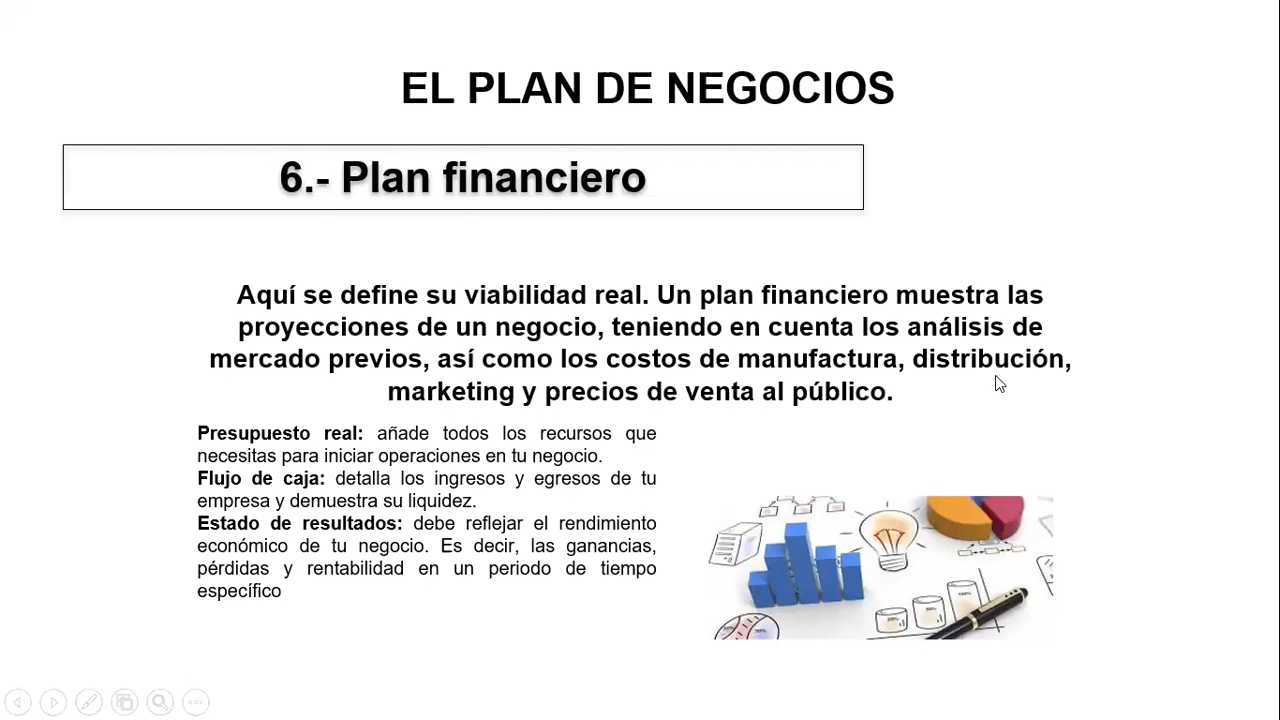 EL PLAN DE NEGOCIOS
6.- Plan financiero
Aquí se define su viabilidad real. Un plan financiero muestra las
proyecciones de un negocio, teniendo en cuenta los análisis de
mercado previos, así como los costos de manufactura, distribución,
marketing y precios de venta al público.
Presupuesto real: añade todos los recursos que
necesitas para iniciar operaciones en tu negocio.
Flujo de caja: detalla los ingresos y egresos de tu
empresa y demuestra su liquidez.
Estado de resultados: debe reflejar el rendimiento
económico de tu negocio. Es decir, las ganancias,
pérdidas y rentabilidad en un periodo de tiempo
específico